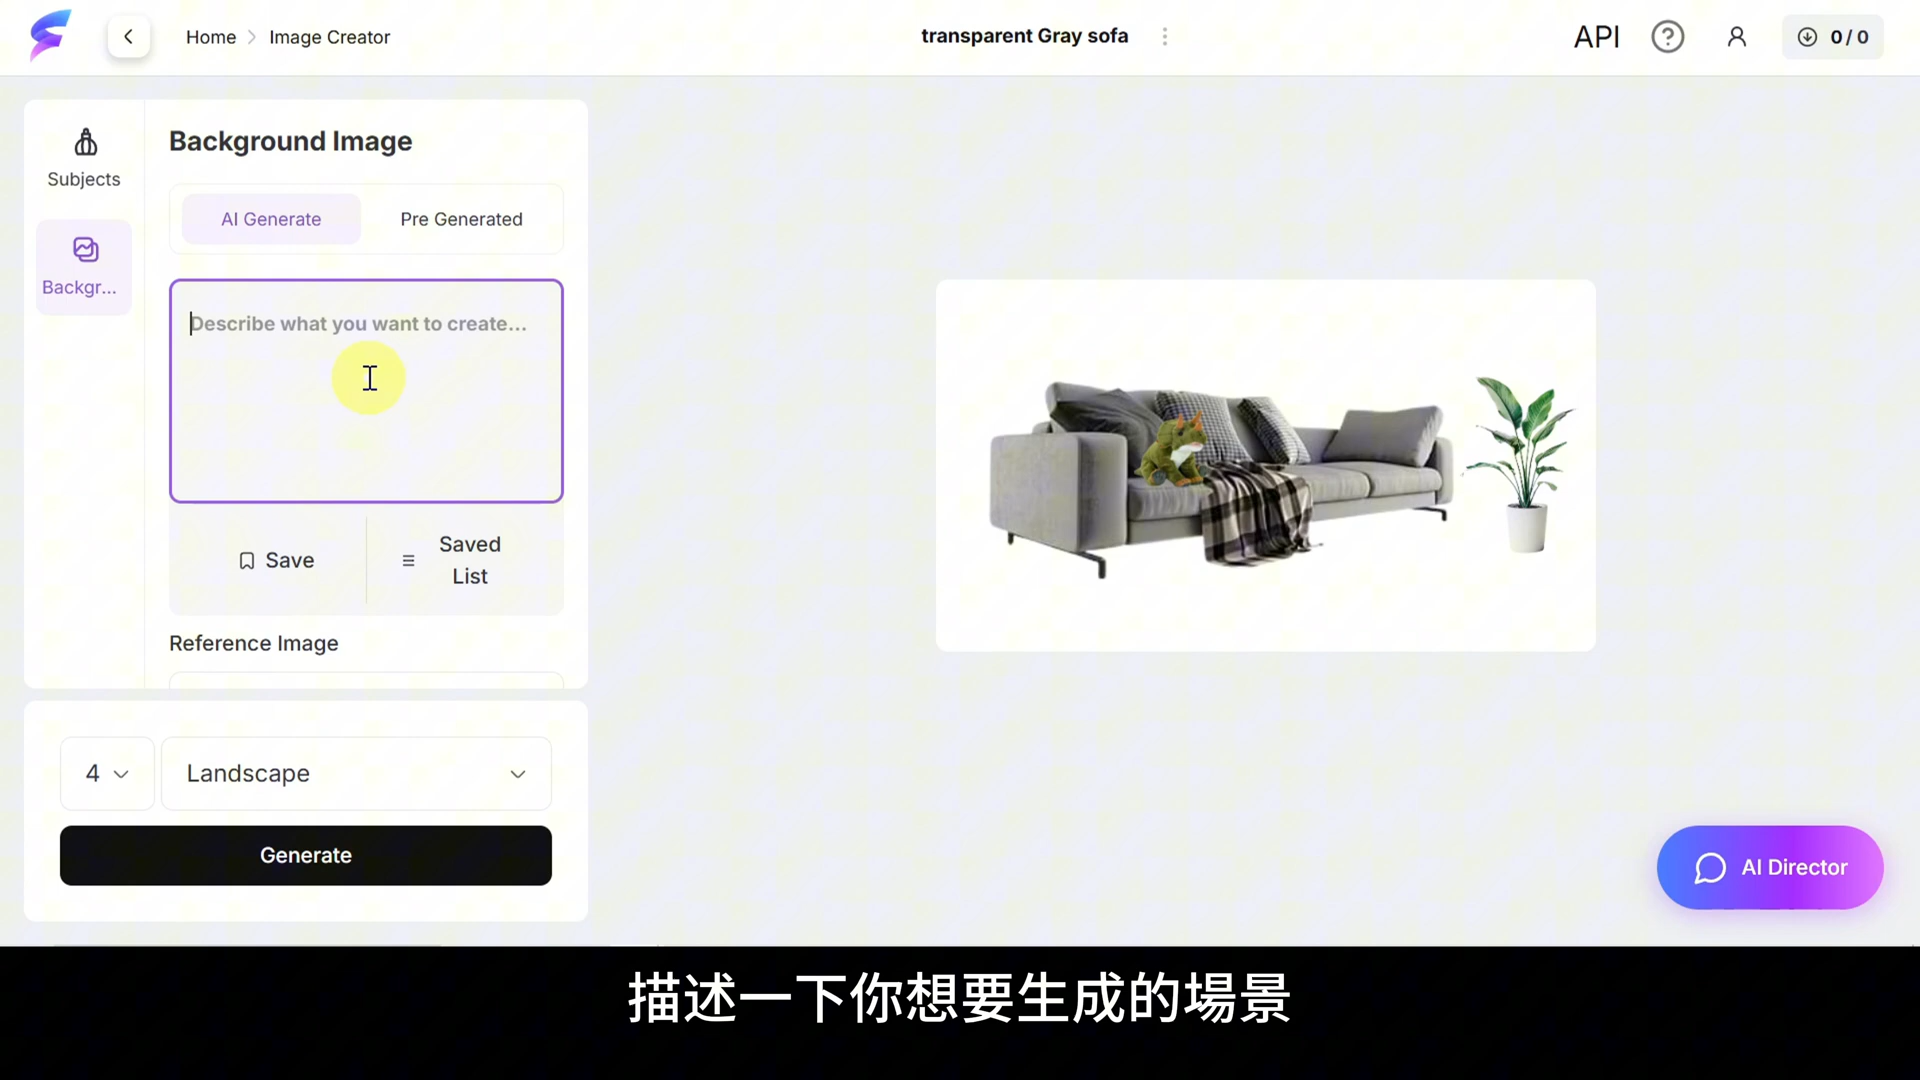 Home > Image Creator
transparent Gray sofa
API
0/0
Subjects
Backgr...
Background Image
AI Generate
Pre Generated
Describe what you want to create...
Save
Saved
List
Reference Image
4
Landscape
Generate
AI Director
描述一下你想要生成的場景